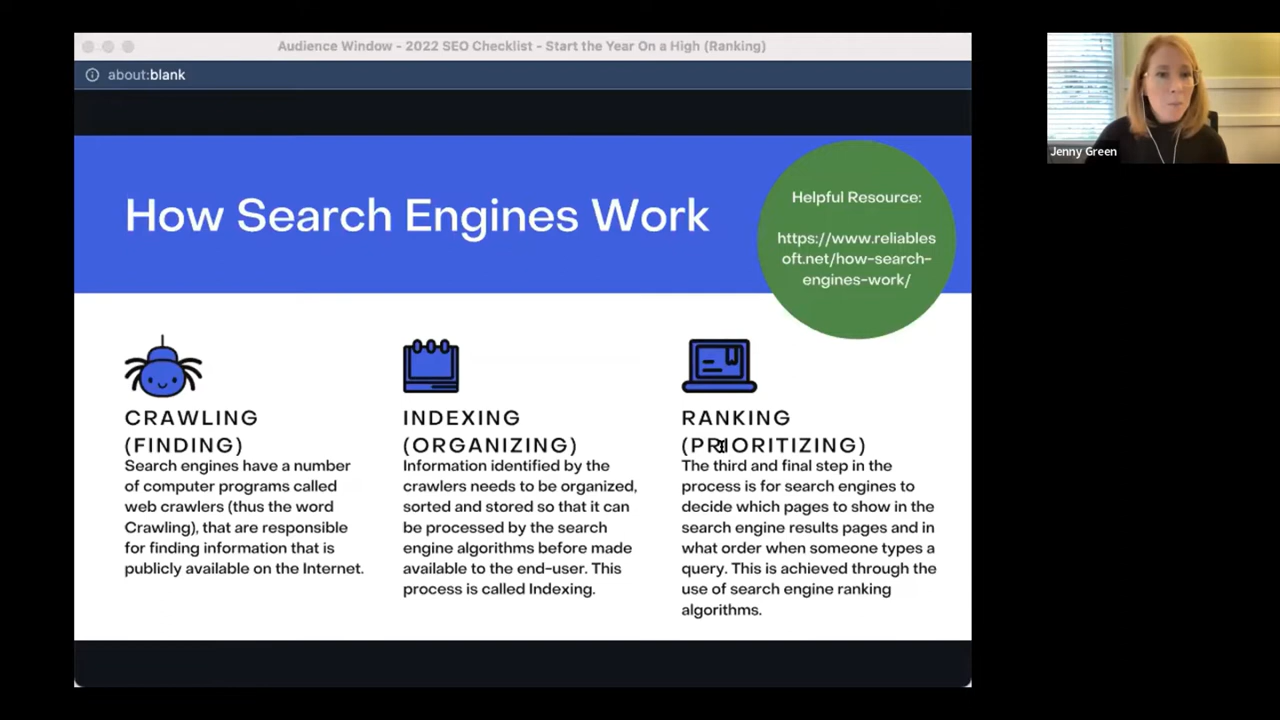 Audience Window - 2022 SEO Checklist - Start the Year On a High (Ranking)
about:blank
Jenny Green
How Search Engines Work
Helpful Resource:
https://www.reliables
oft.net/how-search-
engines-work/
CRAWLING
(FINDING)
Search engines have a number
of computer programs called
web crawlers (thus the word
Crawling), that are responsible
for finding information that is
publicly available on the Internet.
INDEXING
(ORGANIZING)
Information identified by the
crawlers needs to be organized,
sorted and stored so that it can
be processed by the search
engine algorithms before made
available to the end-user. This
process is called Indexing.
RANKING
(PRIORITIZING)
The third and final step in the
process is for search engines to
decide which pages to show in the
search engine results pages and in
what order when someone types a
query. This is achieved through the
use of search engine ranking
algorithms.